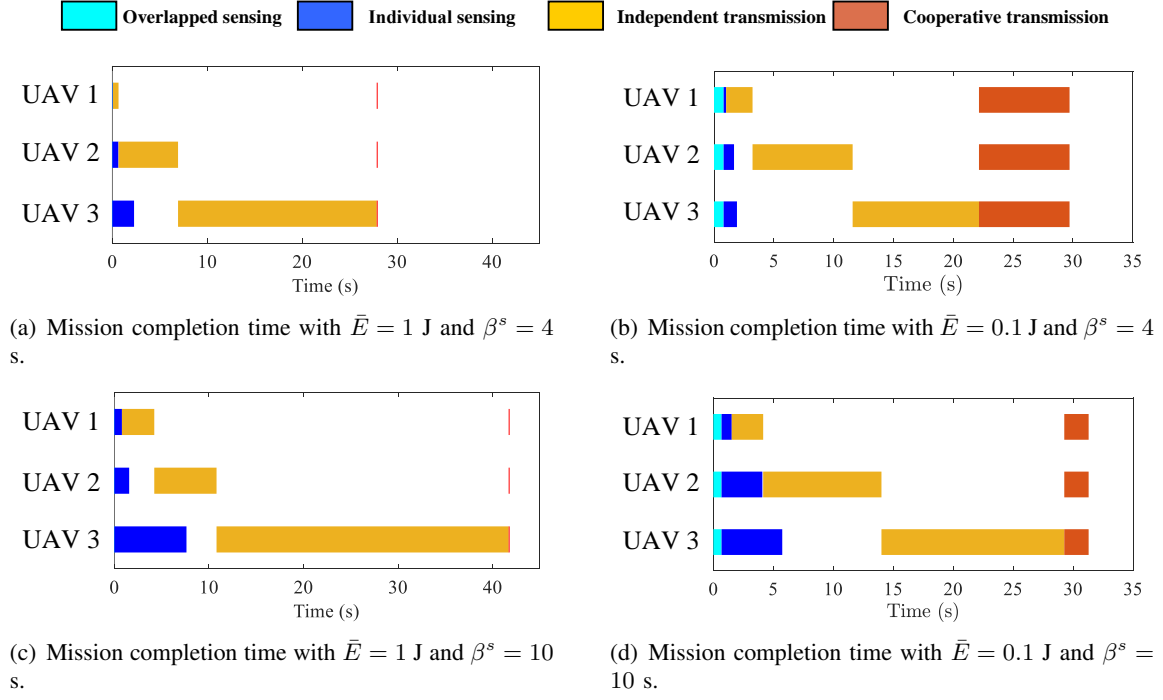 Overlapped sensing Individual sensing Independent transmission Cooperative transmission
UAV 1
UAV 2
UAV 3
0 10 20 30 40
Time (s)
(a) Mission completion time with Ē = 1 J and β^s = 4
s.
UAV 1
UAV 2
UAV 3
0 5 10 15 20 25 30 35
Time (s)
(b) Mission completion time with Ē = 0.1 J and β^s = 4
s.
UAV 1
UAV 2
UAV 3
0 10 20 30 40
Time (s)
(c) Mission completion time with Ē = 1 J and β^s = 10
s.
UAV 1
UAV 2
UAV 3
0 5 10 15 20 25 30 35
Time (s)
(d) Mission completion time with Ē = 0.1 J and β^s =
10 s.